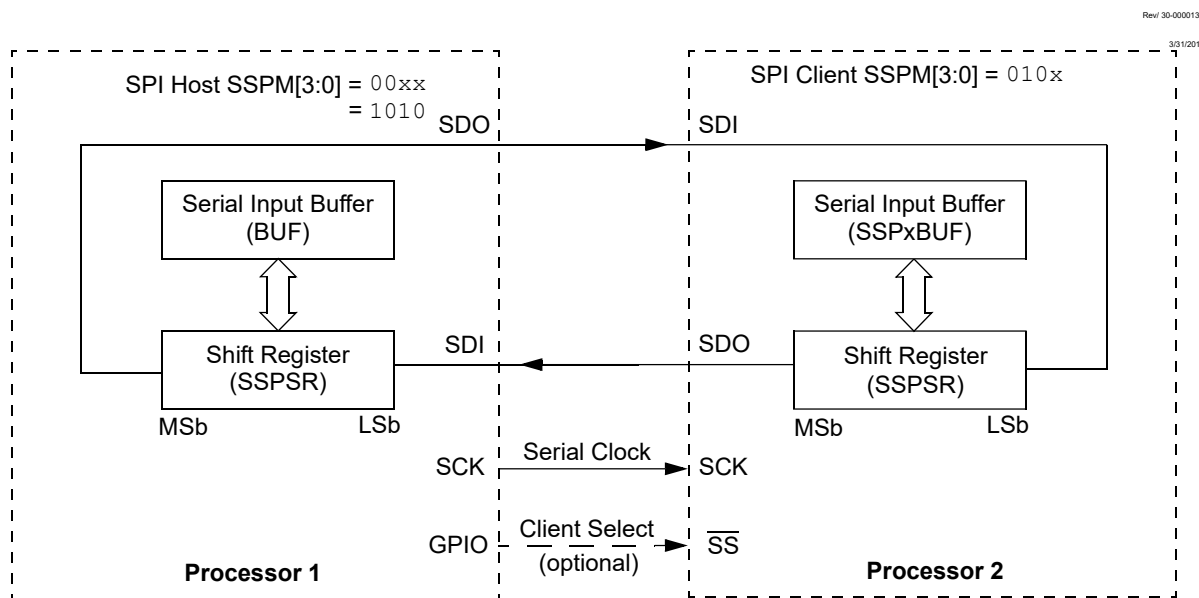 Rev/ 30-000013
3/31/201
SPI Host SSPM[3:0] = 00xx
= 1010
SPI Client SSPM[3:0] = 010x
SDO
SDI
Serial Input Buffer
(BUF)
Serial Input Buffer
(SSPxBUF)
Shift Register
(SSPSR)
SDI
SDO
Shift Register
(SSPSR)
MSb
LSb
MSb
LSb
SCK
Serial Clock
SCK
GPIO
Client Select
(optional)
SS
Processor 1
Processor 2